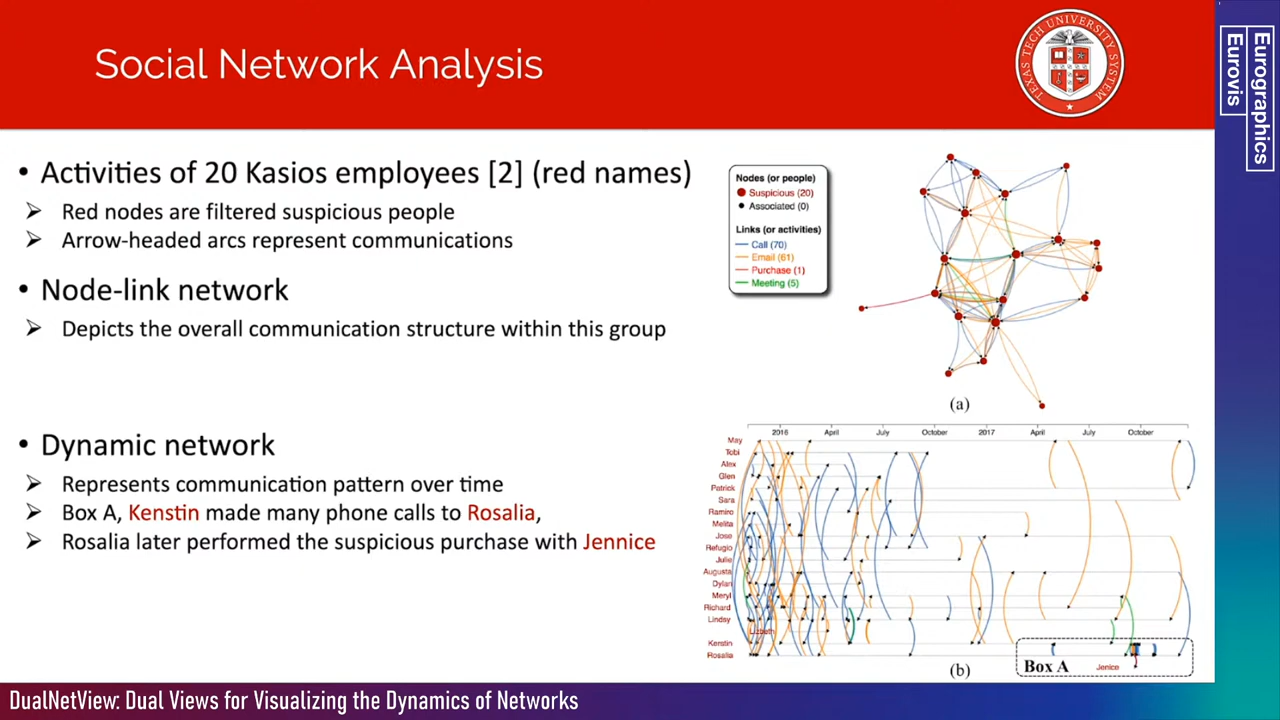 Social Network Analysis
TEXAS TECH UNIVERSITY SYSTEM
Eurographics
Eurovis
• Activities of 20 Kasios employees [2] (red names)
➢ Red nodes are filtered suspicious people
➢ Arrow-headed arcs represent communications
• Node-link network
➢ Depicts the overall communication structure within this group
• Dynamic network
➢ Represents communication pattern over time
➢ Box A, Kenstin made many phone calls to Rosalia,
➢ Rosalia later performed the suspicious purchase with Jennice
Nodes (or people)
Suspicious (20)
Associated (0)
Links (or activities)
Call (70)
Email (61)
Purchase (1)
Meeting (5)
(a)
2016 April July October 2017 April July October
May
Tobi
Alex
Glen
Patrick
Sara
Ramiro
Melita
Jose
Refugio
Julie
Augusta
Dylan
Meryl
Richard
Lindsy
Lizbeth
Kerstin
Rosalia
Box A
Jenice
(b)
DualNetView: Dual Views for Visualizing the Dynamics of Networks